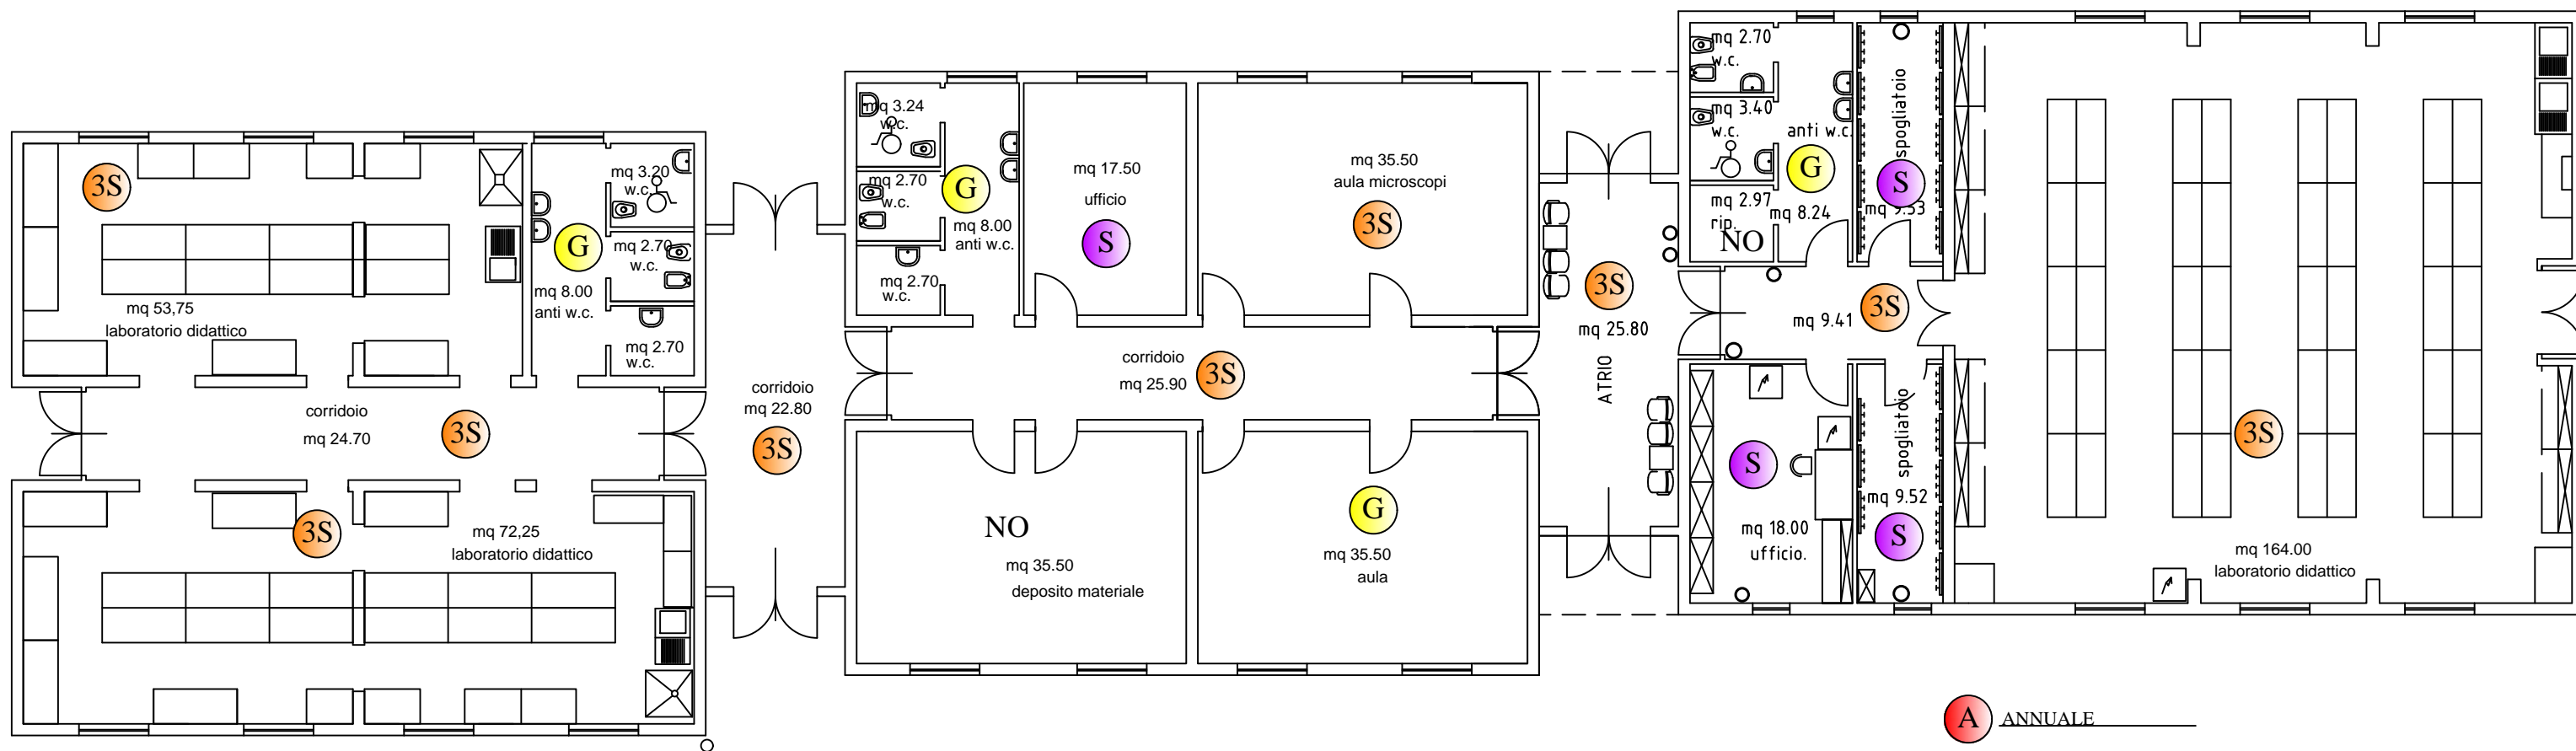 3S
mq 53,75
laboratorio didattico
G
mq 8.00
anti w.c.
mq 3.20
w.c.
mq 2.70
w.c.
mq 2.70
w.c.
corridoio
mq 24.70
3S
3S
mq 72,25
laboratorio didattico
corridoio
mq 22.80
3S
mq 3.24
w.c.
mq 2.70
w.c.
mq 2.70
w.c.
G
mq 8.00
anti w.c.
mq 17.50
ufficio
S
mq 35.50
aula microscopi
3S
corridoio
mq 25.90
3S
NO
mq 35.50
deposito materiale
G
mq 35.50
aula
3S
mq 25.80
ATRIO
mq 2.70
w.c.
mq 3.40
w.c.
anti w.c.
G
mq 8.24
mq 2.97
rip.
NO
spogliatoio
S
mq 9.53
mq 9.41
3S
S
mq 18.00
ufficio.
spogliatoio
mq 9.52
S
3S
mq 164.00
laboratorio didattico
A ANNUALE